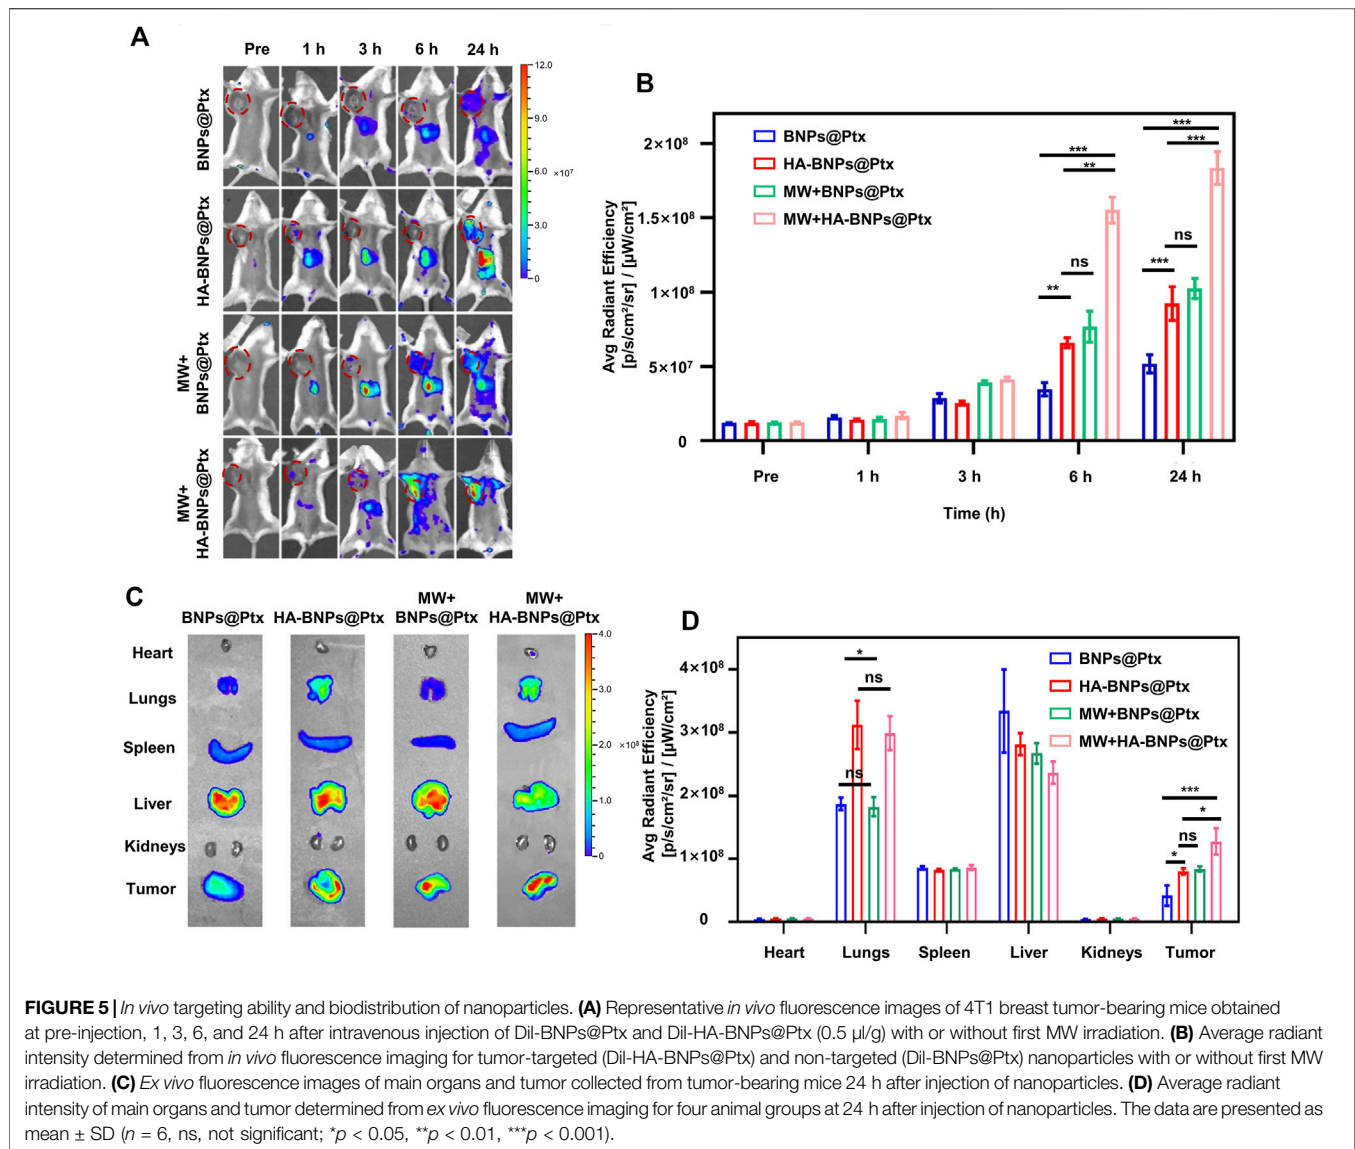 A
Pre 1 h 3 h 6 h 24 h
BNPs@Ptx
HA-BNPs@Ptx
MW+
BNPs@Ptx
MW+
HA-BNPs@Ptx
12.0
9.0
6.0 ×10⁷
3.0
0
B
Avg Radiant Efficiency
[p/s/cm²/sr] / [µW/cm²]
2×10⁸
1.5×10⁸
1×10⁸
5×10⁷
0
BNPs@Ptx
HA-BNPs@Ptx
MW+BNPs@Ptx
MW+HA-BNPs@Ptx
***
**
ns
**
***
***
ns
***
Pre 1 h 3 h 6 h 24 h
Time (h)
C
BNPs@Ptx HA-BNPs@Ptx MW+ BNPs@Ptx MW+ HA-BNPs@Ptx
Heart
Lungs
Spleen
Liver
Kidneys
Tumor
4.0
3.0
2.0 ×10⁸
1.0
0
D
Avg Radiant Efficiency
[p/s/cm²/sr] / [µW/cm²]
4×10⁸
3×10⁸
2×10⁸
1×10⁸
0
BNPs@Ptx
HA-BNPs@Ptx
MW+BNPs@Ptx
MW+HA-BNPs@Ptx
*
ns
ns
***
*
ns
*
Heart Lungs Spleen Liver Kidneys Tumor
FIGURE 5 | In vivo targeting ability and biodistribution of nanoparticles. (A) Representative in vivo fluorescence images of 4T1 breast tumor-bearing mice obtained
at pre-injection, 1, 3, 6, and 24 h after intravenous injection of Dil-BNPs@Ptx and Dil-HA-BNPs@Ptx (0.5 µl/g) with or without first MW irradiation. (B) Average radiant
intensity determined from in vivo fluorescence imaging for tumor-targeted (Dil-HA-BNPs@Ptx) and non-targeted (Dil-BNPs@Ptx) nanoparticles with or without first MW
irradiation. (C) Ex vivo fluorescence images of main organs and tumor collected from tumor-bearing mice 24 h after injection of nanoparticles. (D) Average radiant
intensity of main organs and tumor determined from ex vivo fluorescence imaging for four animal groups at 24 h after injection of nanoparticles. The data are presented as
mean ± SD (n = 6, ns, not significant; *p < 0.05, **p < 0.01, ***p < 0.001).